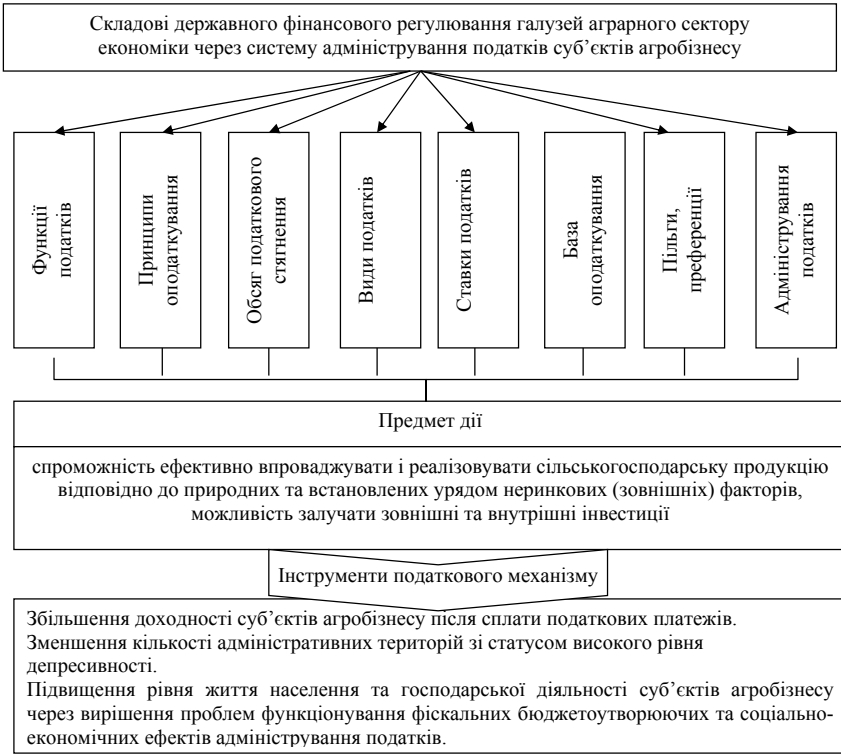 Складові державного фінансового регулювання галузей аграрного сектору
економіки через систему адміністрування податків суб’єктів агробізнесу
Функції
податків
Принципи
оподаткування
Обсяг податкового
стягнення
Види податків
Ставки податків
База
оподаткування
Пільги,
преференції
Адміністрування
податків
Предмет дії
спроможність ефективно впроваджувати і реалізовувати сільськогосподарську продукцію
відповідно до природних та встановлених урядом неринкових (зовнішніх) факторів,
можливість залучати зовнішні та внутрішні інвестиції
Інструменти податкового механізму
Збільшення доходності суб’єктів агробізнесу після сплати податкових платежів.
Зменшення кількості адміністративних територій зі статусом високого рівня
депресивності.
Підвищення рівня життя населення та господарської діяльності суб’єктів агробізнесу
через вирішення проблем функціонування фіскальних бюджетоутворюючих та соціально-
економічних ефектів адміністрування податків.